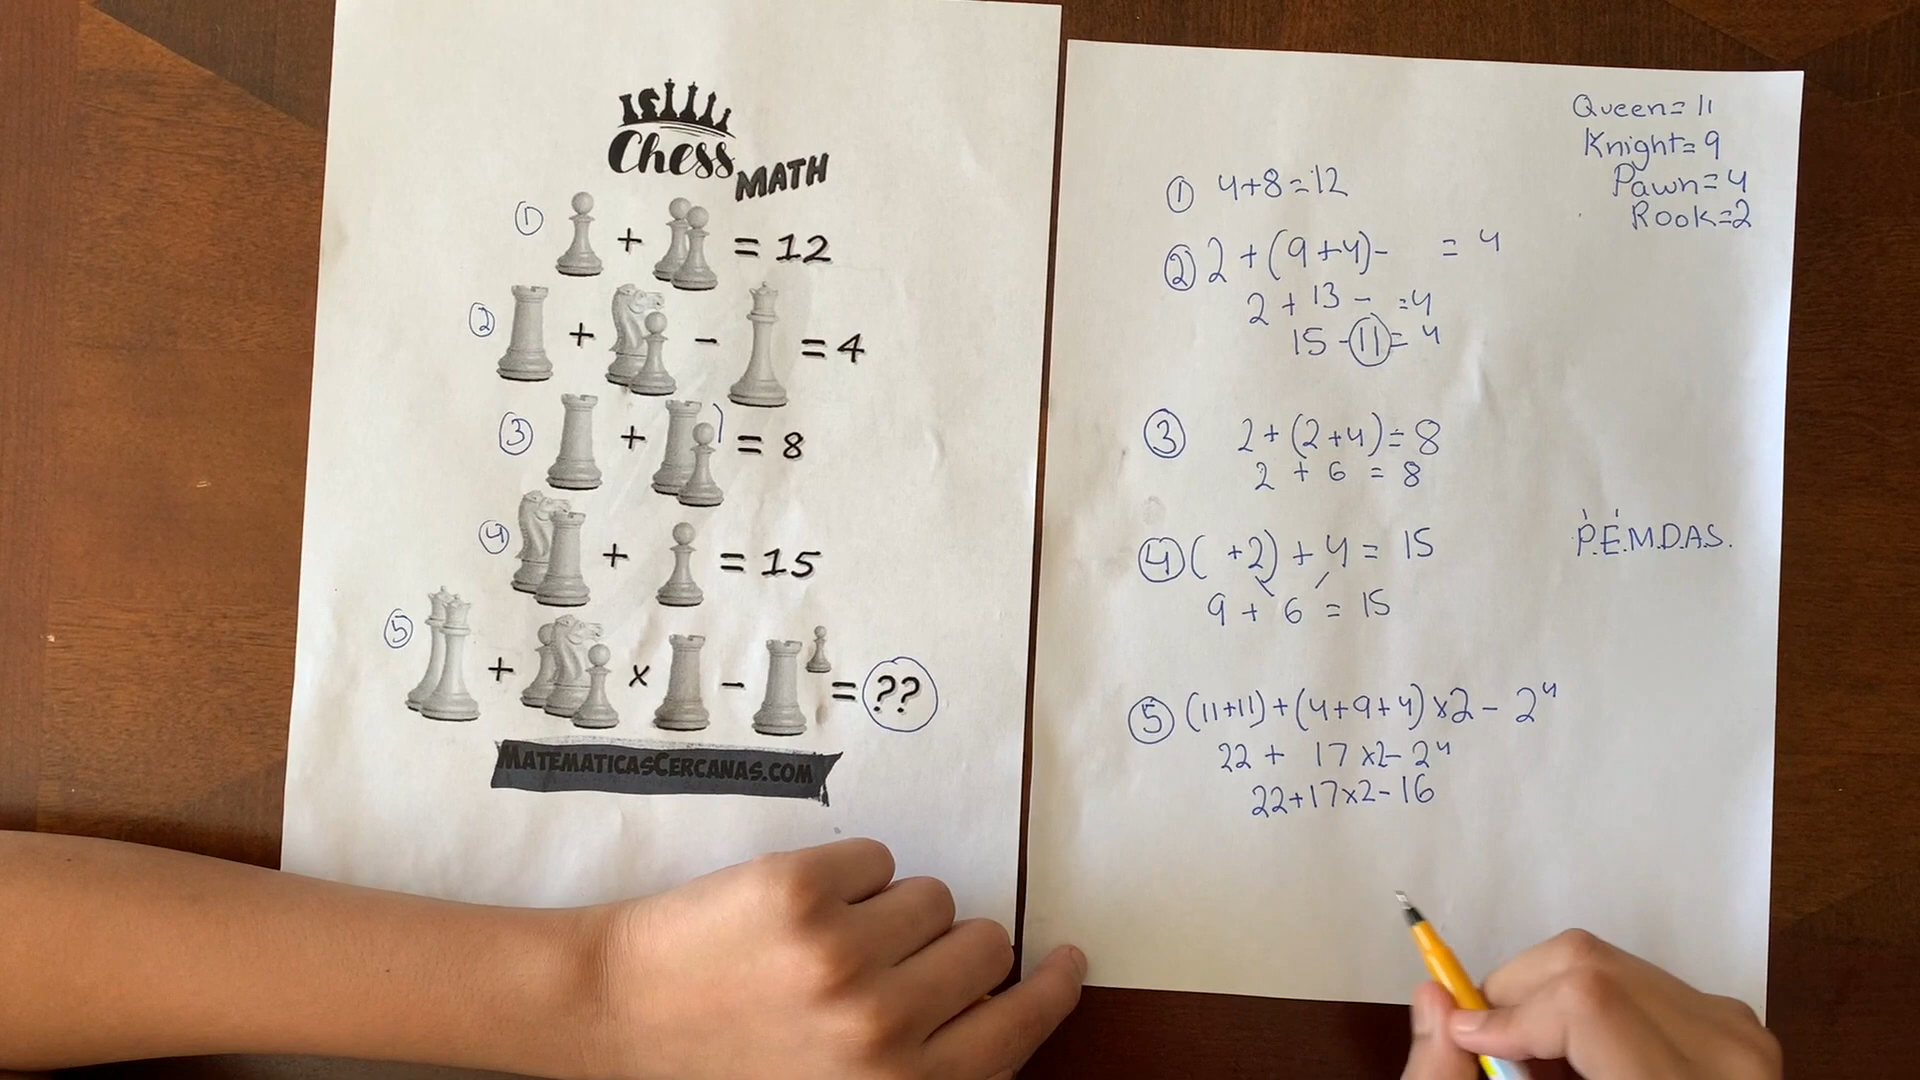 Chess
MATH
① + = 12
② + - = 4
③ + ) = 8
④ + = 15
⑤ + x - = ??
MATEMATICASCERCANAS.COM
Queen = 11
Knight = 9
Pawn = 4
Rook = 2
① 4+8=12
② 2+(9+4)- = 4
2 + 13 - = 4
15 - 11 = 4
③ 2+(2+4)=8
2 + 6 = 8
④ ( +2) + 4 = 15
9 + 6 = 15
P.E.M.D.A.S.
⑤ (11+11)+(4+9+4)x2-2⁴
22 + 17 x2-2⁴
22+17x2-16